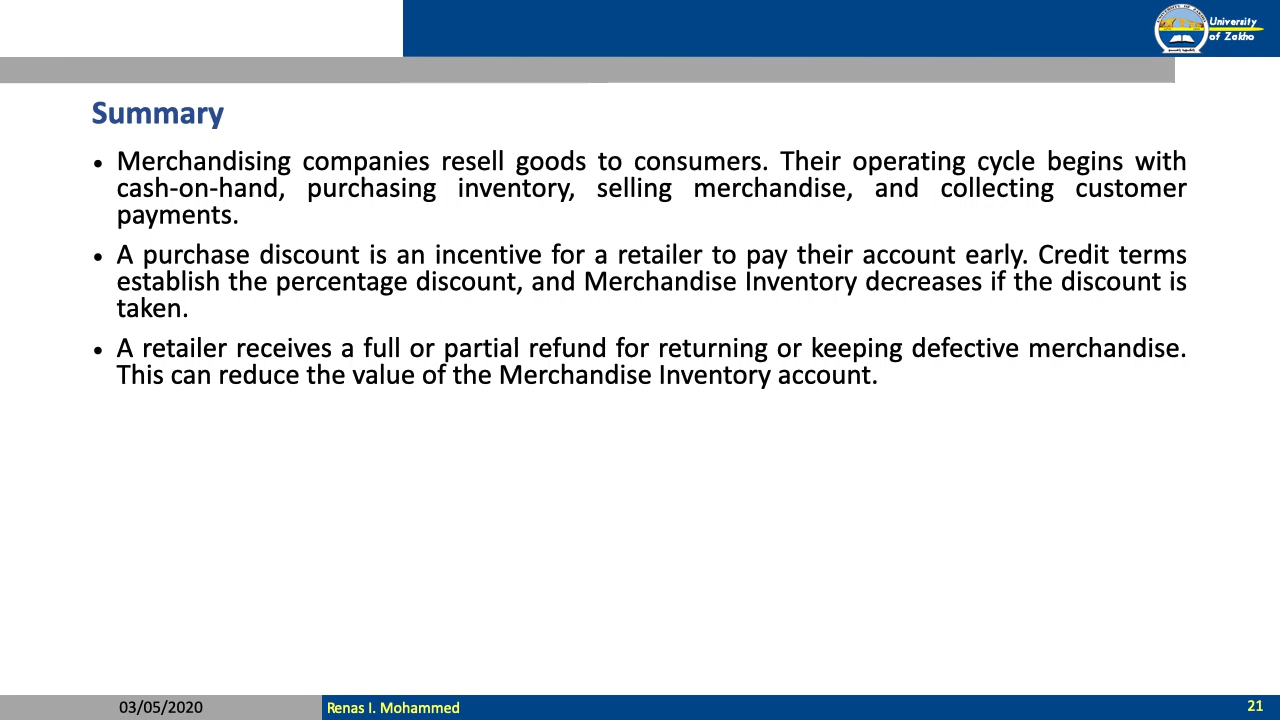 University
of Zakho
Summary
• Merchandising companies resell goods to consumers. Their operating cycle begins with
cash-on-hand, purchasing inventory, selling merchandise, and collecting customer
payments.
• A purchase discount is an incentive for a retailer to pay their account early. Credit terms
establish the percentage discount, and Merchandise Inventory decreases if the discount is
taken.
• A retailer receives a full or partial refund for returning or keeping defective merchandise.
This can reduce the value of the Merchandise Inventory account.
03/05/2020
Renas I. Mohammed
21